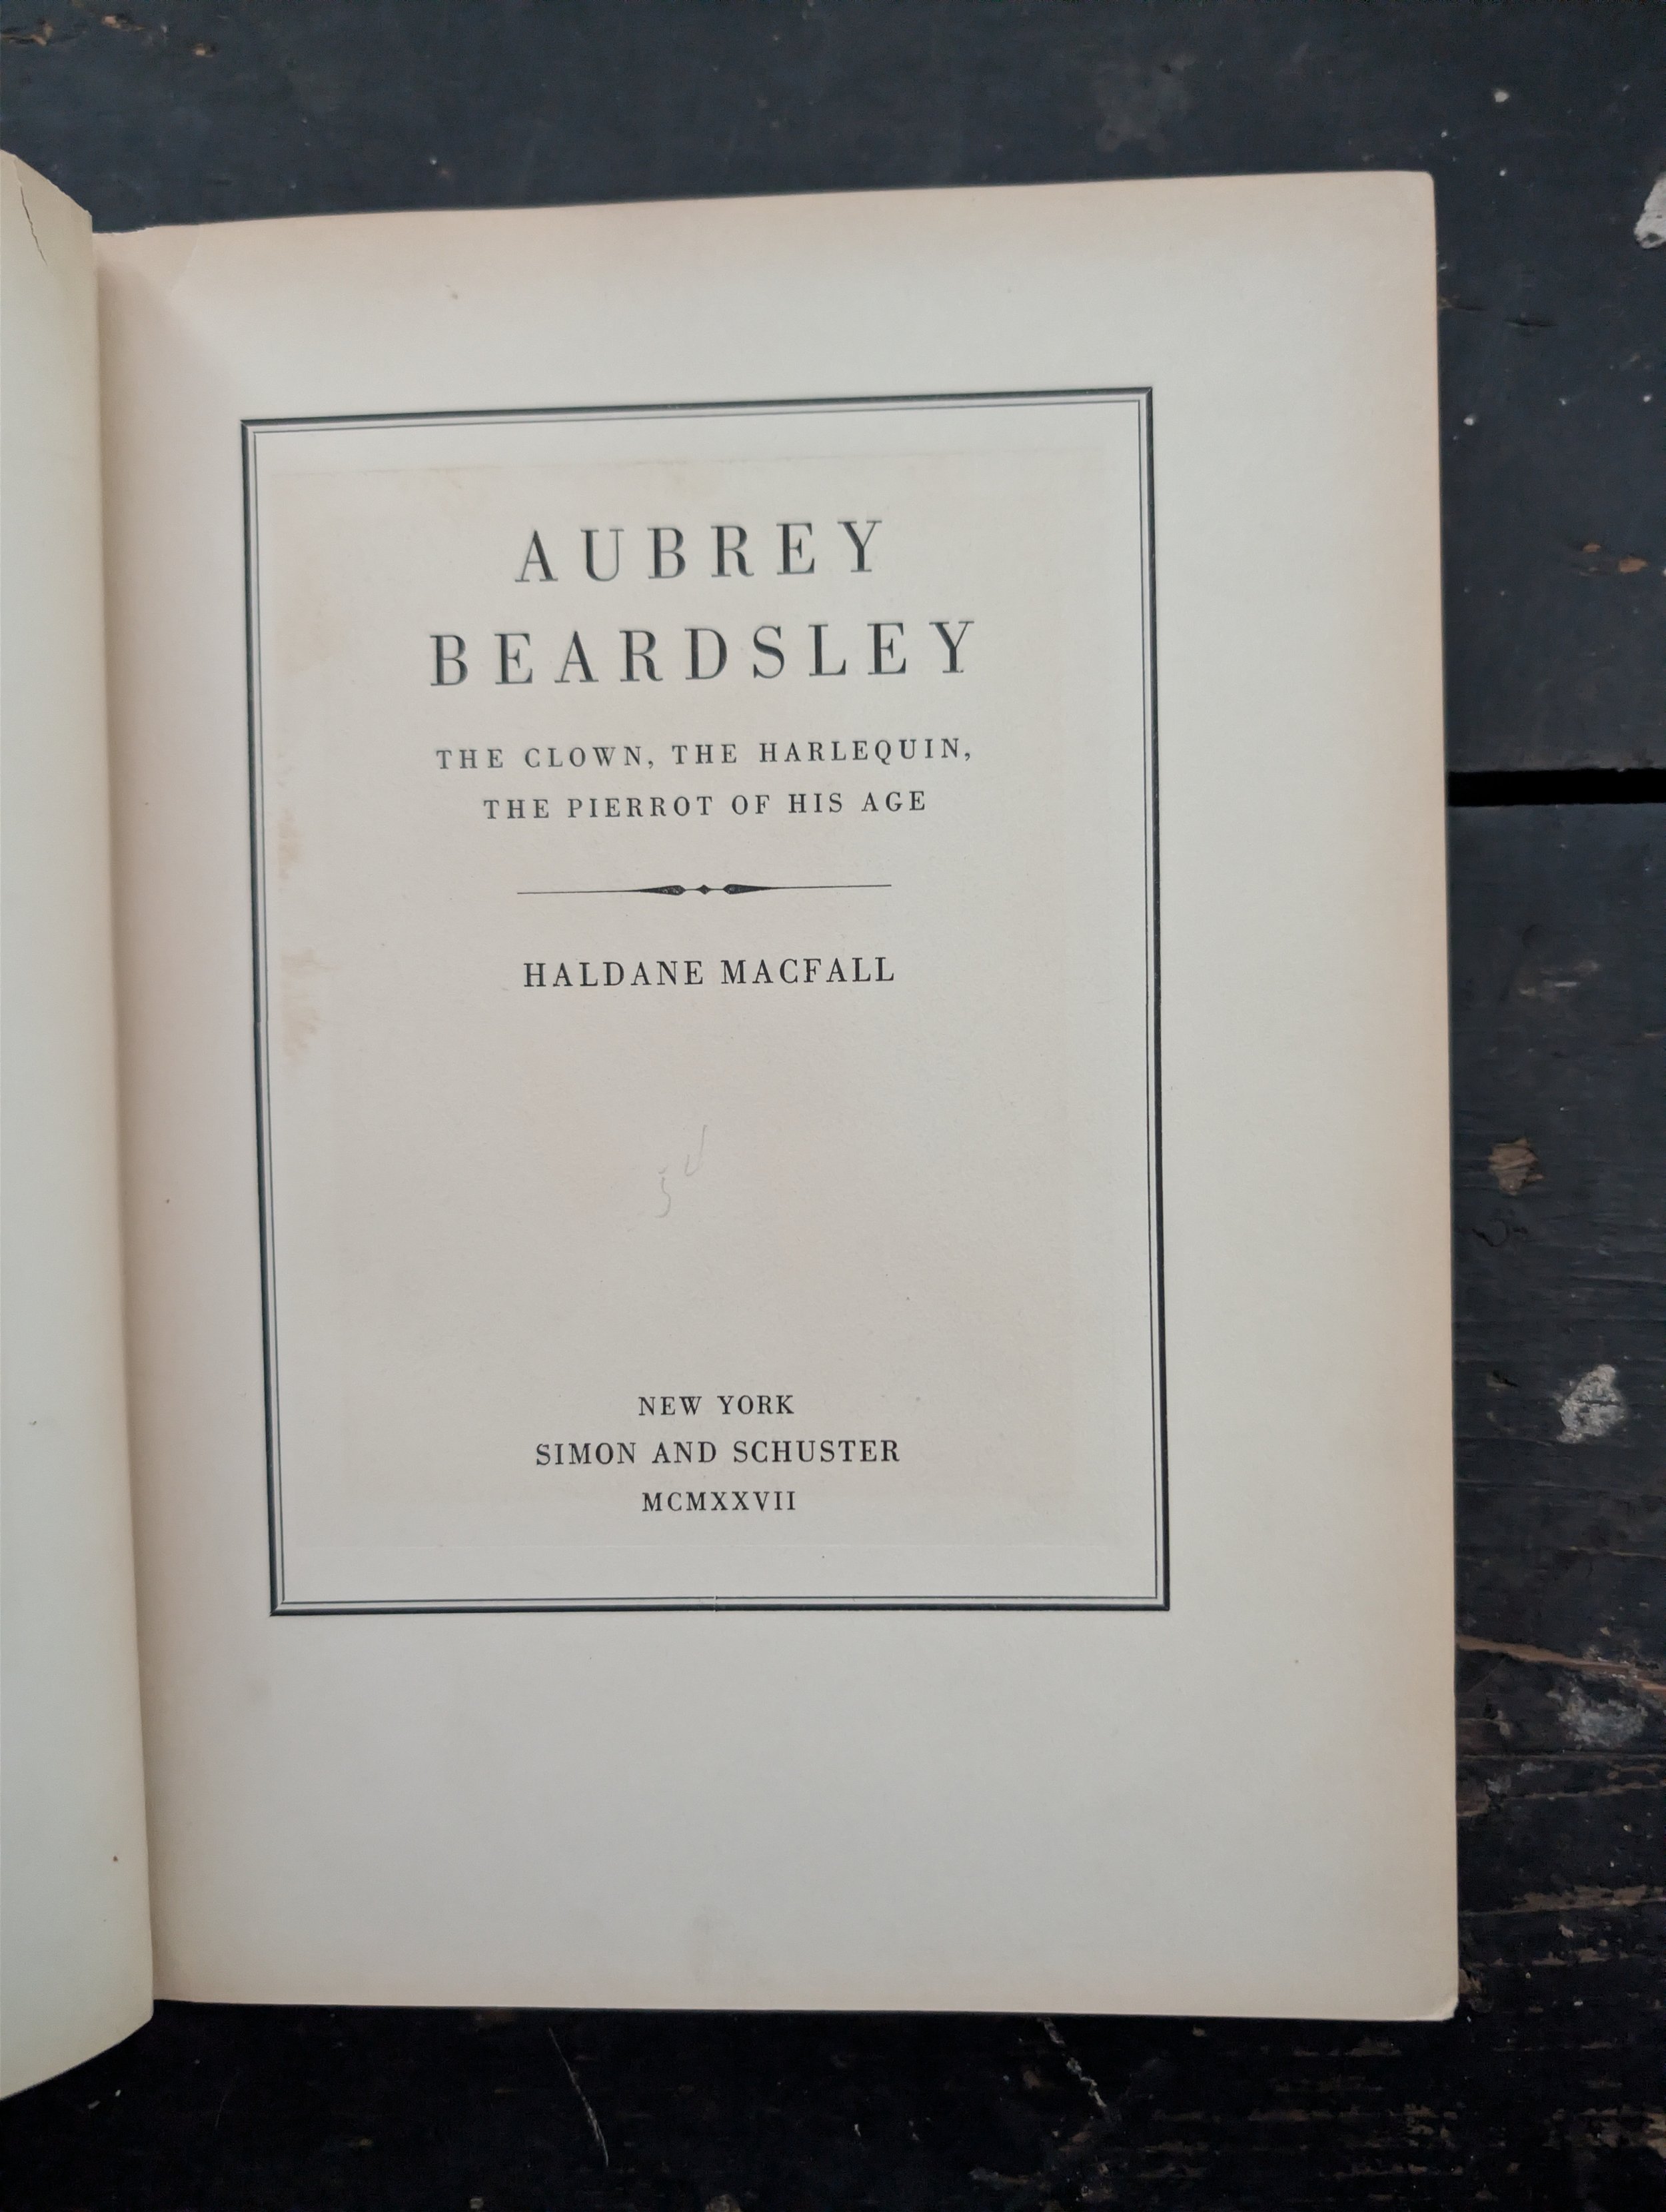 AUBREY
BEARDSLEY
THE CLOWN, THE HARLEQUIN,
THE PIERROT OF HIS AGE
HALDANE MACFALL
NEW YORK
SIMON AND SCHUSTER
MCMXXVII